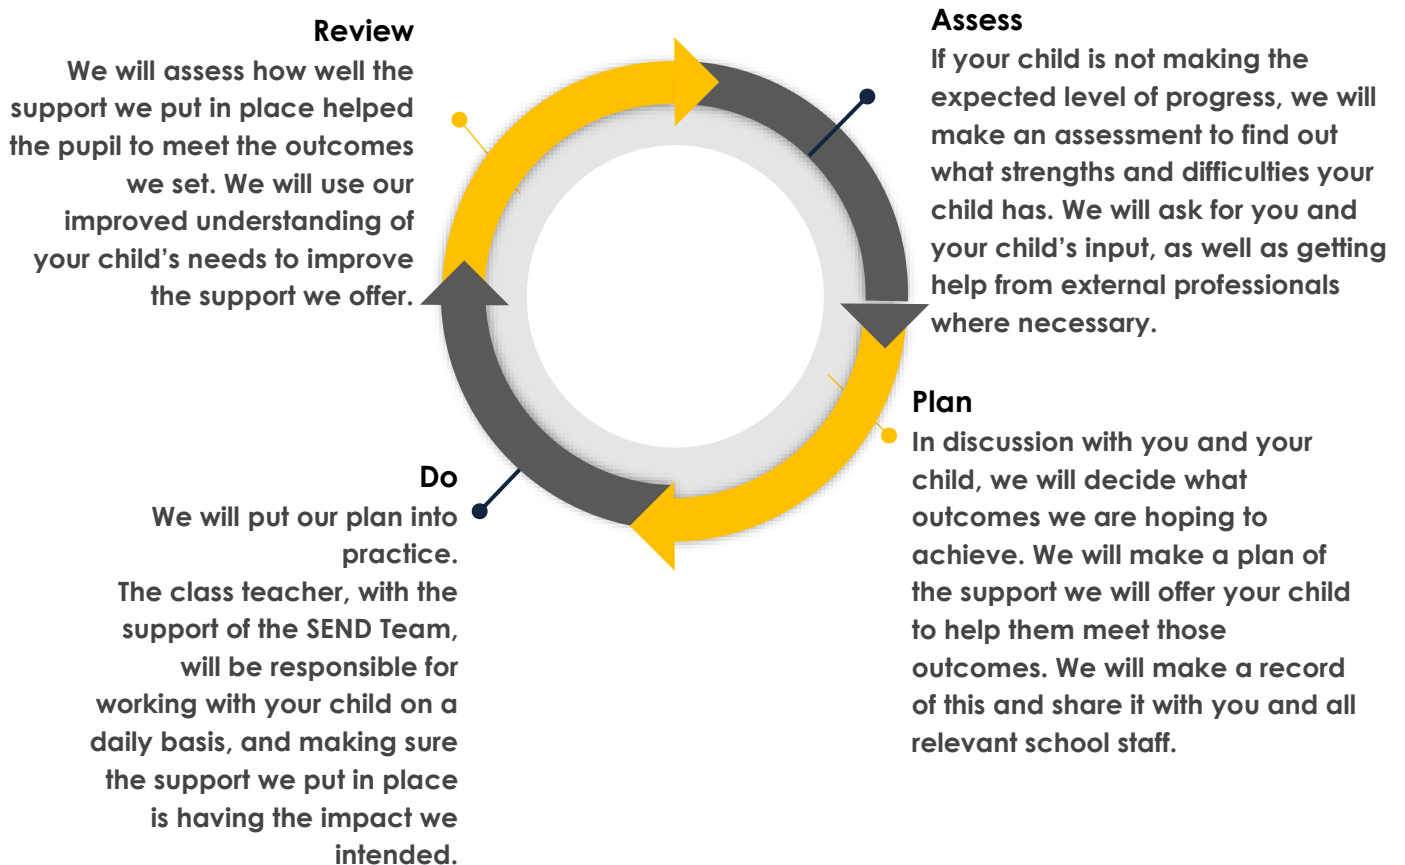 Assess
If your child is not making the
expected level of progress, we will
make an assessment to find out
what strengths and difficulties your
child has. We will ask for you and
your child’s input, as well as getting
help from external professionals
where necessary.
Plan
In discussion with you and your
child, we will decide what
outcomes we are hoping to
achieve. We will make a plan of
the support we will offer your child
to help them meet those
outcomes. We will make a record
of this and share it with you and all
relevant school staff.
Do
We will put our plan into
practice.
The class teacher, with the
support of the SEND Team,
will be responsible for
working with your child on a
daily basis, and making sure
the support we put in place
is having the impact we
intended.
Review
We will assess how well the
support we put in place helped
the pupil to meet the outcomes
we set. We will use our
improved understanding of
your child’s needs to improve
the support we offer.